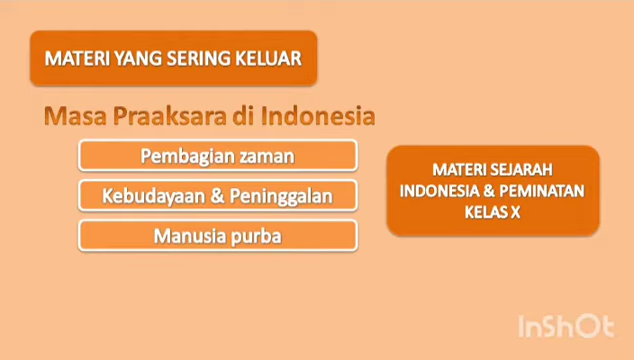 MATERI YANG SERING KELUAR
Masa Praaksara di Indonesia
Pembagian zaman
Kebudayaan & Peninggalan
Manusia purba
MATERI SEJARAH
INDONESIA & PEMINATAN
KELAS X
InShOt